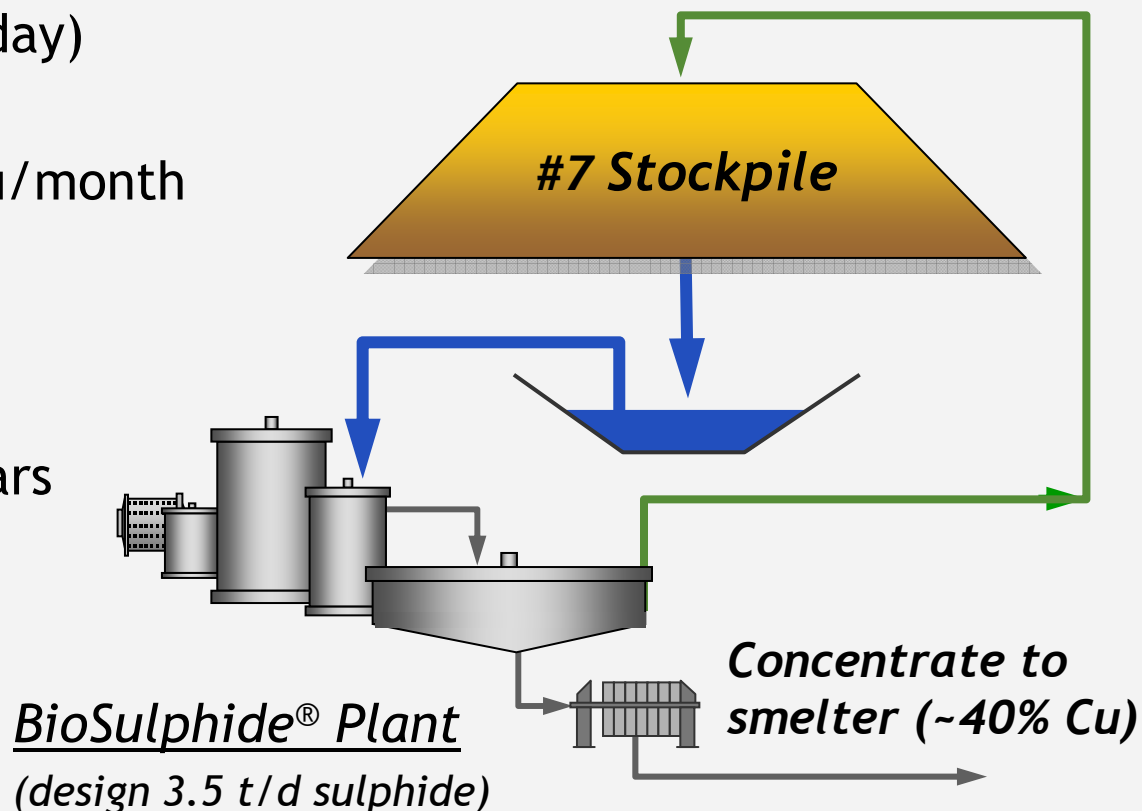 day)
#7 Stockpile
u/month
ars
Concentrate to
smelter (~40% Cu)
BioSulphide® Plant
(design 3.5 t/d sulphide)